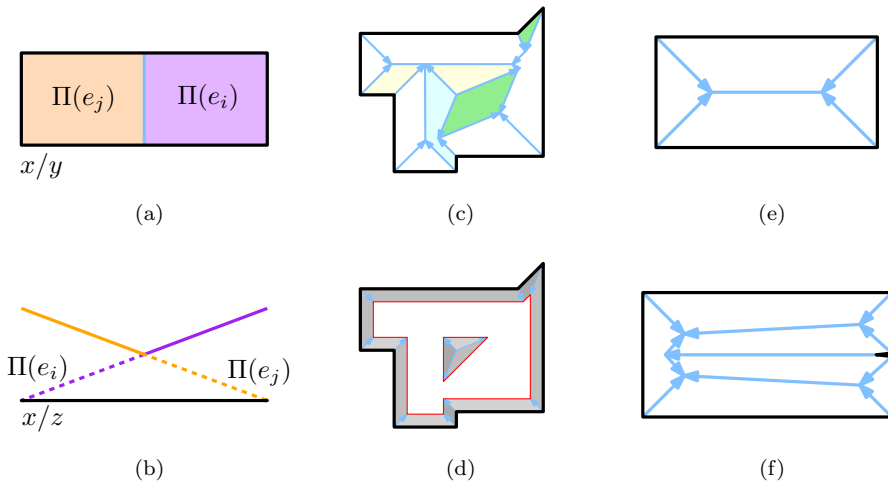 Π(e_j) Π(e_i)
x/y
(a)
(c)
(e)
Π(e_i) Π(e_j)
x/z
(b)
(d)
(f)